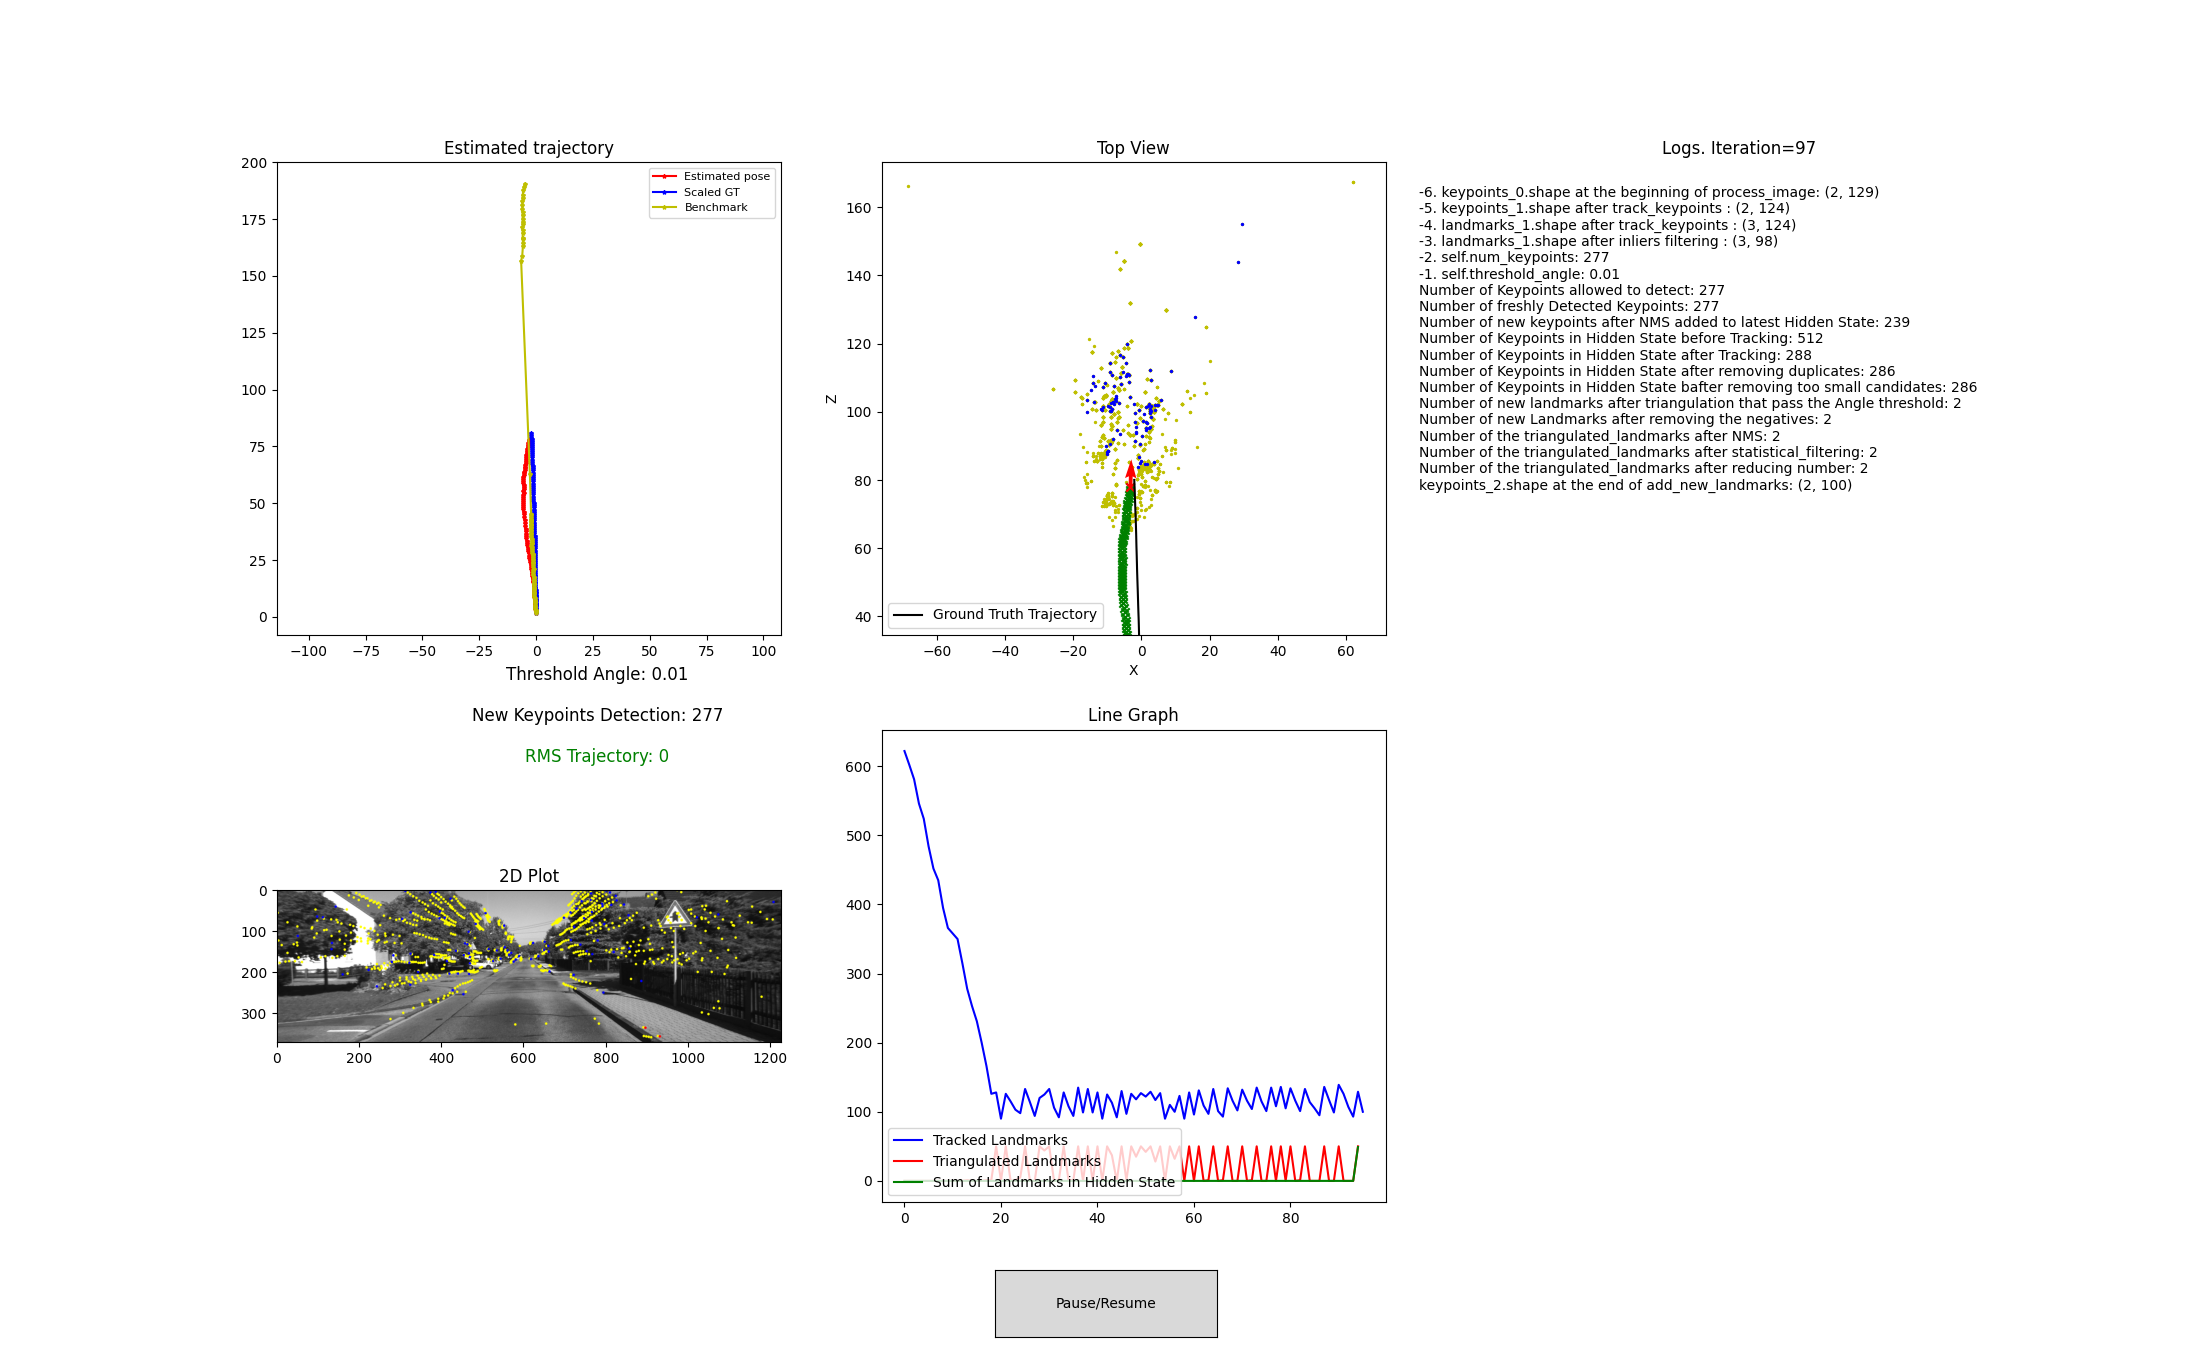 Estimated trajectory
200
175
150
125
100
75
50
25
0
−100 −75 −50 −25 0 25 50 75 100
Estimated pose
Scaled GT
Benchmark
Top View
Z
160
140
120
100
80
60
40
−60 −40 −20 0 20 40 60
X
Ground Truth Trajectory
Logs. Iteration=97
-6. keypoints_0.shape at the beginning of process_image: (2, 129)
-5. keypoints_1.shape after track_keypoints : (2, 124)
-4. landmarks_1.shape after track_keypoints : (3, 124)
-3. landmarks_1.shape after inliers filtering : (3, 98)
-2. self.num_keypoints: 277
-1. self.threshold_angle: 0.01
Number of Keypoints allowed to detect: 277
Number of freshly Detected Keypoints: 277
Number of new keypoints after NMS added to latest Hidden State: 239
Number of Keypoints in Hidden State before Tracking: 512
Number of Keypoints in Hidden State after Tracking: 288
Number of Keypoints in Hidden State after removing duplicates: 286
Number of Keypoints in Hidden State bafter removing too small candidates: 286
Number of new landmarks after triangulation that pass the Angle threshold: 2
Number of new Landmarks after removing the negatives: 2
Number of the triangulated_landmarks after NMS: 2
Number of the triangulated_landmarks after statistical_filtering: 2
Number of the triangulated_landmarks after reducing number: 2
keypoints_2.shape at the end of add_new_landmarks: (2, 100)
Threshold Angle: 0.01
New Keypoints Detection: 277
RMS Trajectory: 0
2D Plot
0
100
200
300
0 200 400 600 800 1000 1200
Line Graph
600
500
400
300
200
100
0
0 20 40 60 80
Tracked Landmarks
Triangulated Landmarks
Sum of Landmarks in Hidden State
Pause/Resume